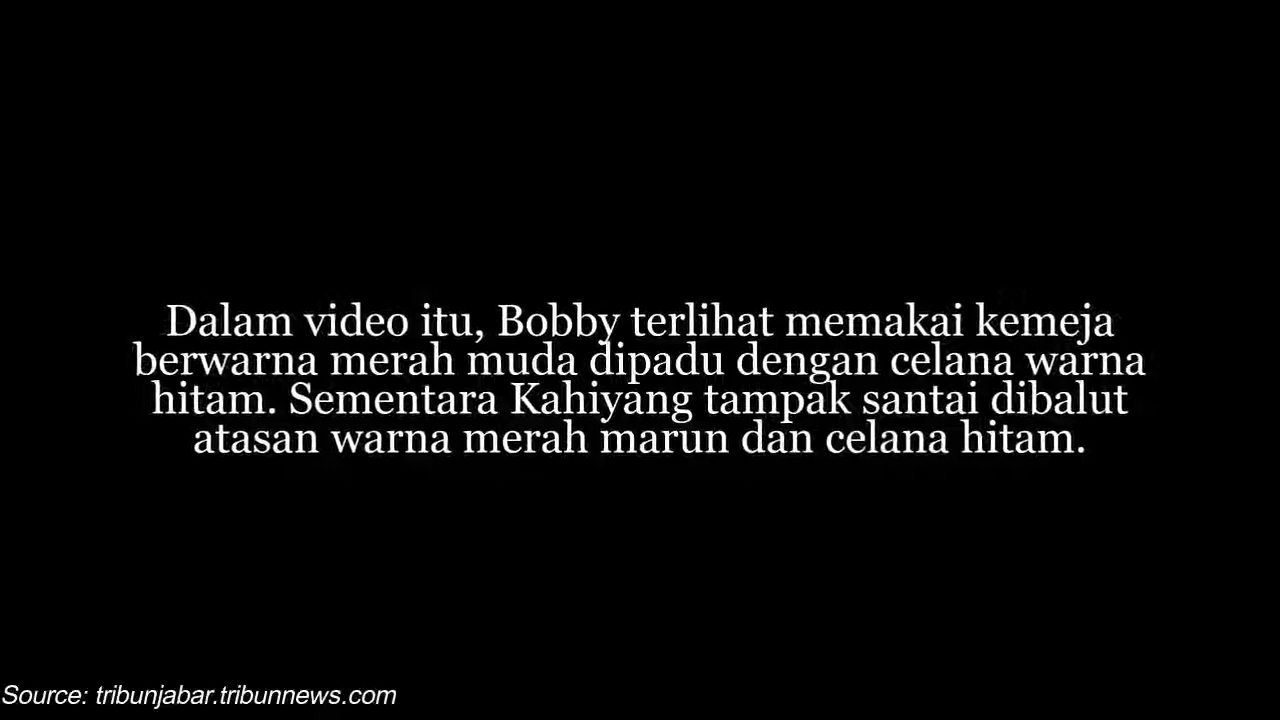 Dalam video itu, Bobby terlihat memakai kemeja
berwarna merah muda dipadu dengan celana warna
hitam. Sementara Kahiyang tampak santai dibalut
atasan warna merah marun dan celana hitam.
Source: tribunjabar.tribunnews.com